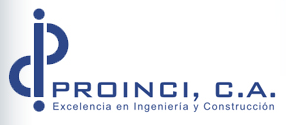 PROINCI, C.A.
Excelencia en Ingeniería y Construcción